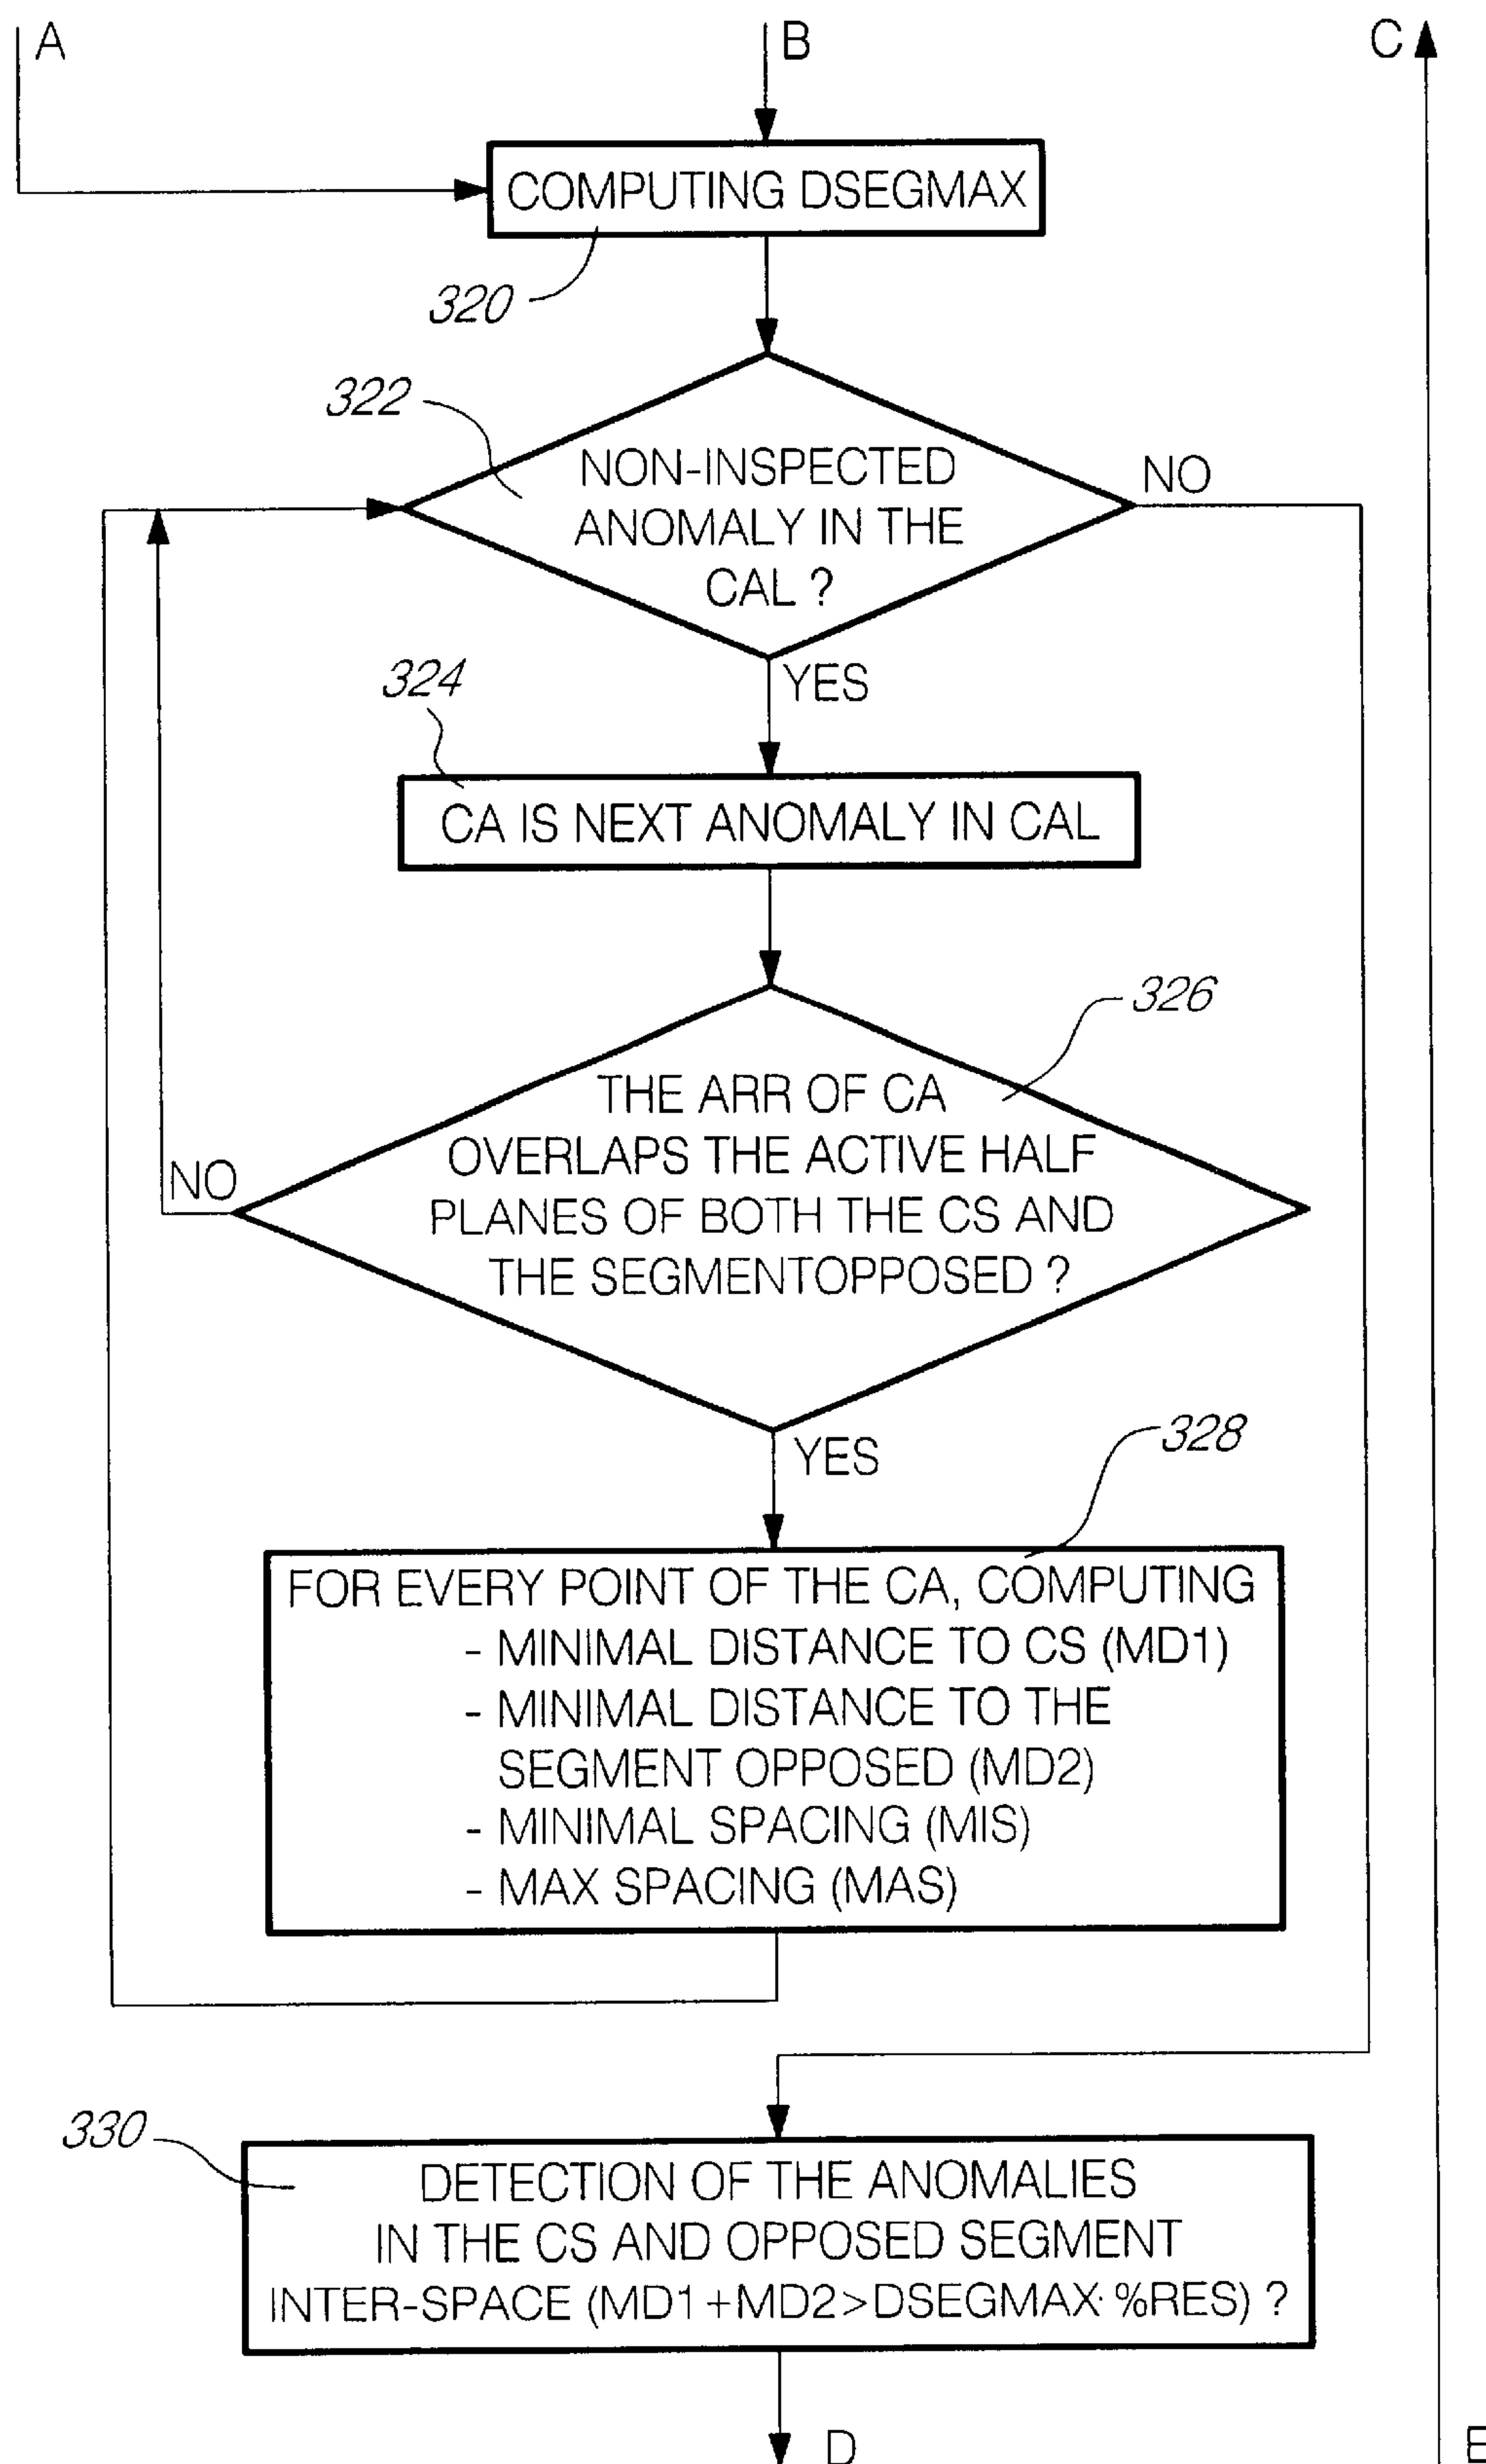 A
B
C
COMPUTING DSEGMAX
320
322
NON-INSPECTED
ANOMALY IN THE
CAL ?
NO
YES
324
CA IS NEXT ANOMALY IN CAL
326
THE ARR OF CA
OVERLAPS THE ACTIVE HALF
PLANES OF BOTH THE CS AND
THE SEGMENTOPPOSED ?
NO
YES
328
FOR EVERY POINT OF THE CA, COMPUTING
- MINIMAL DISTANCE TO CS (MD1)
- MINIMAL DISTANCE TO THE
SEGMENT OPPOSED (MD2)
- MINIMAL SPACING (MIS)
- MAX SPACING (MAS)
330
DETECTION OF THE ANOMALIES
IN THE CS AND OPPOSED SEGMENT
INTER-SPACE (MD1+MD2>DSEGMAX·%RES) ?
D
E